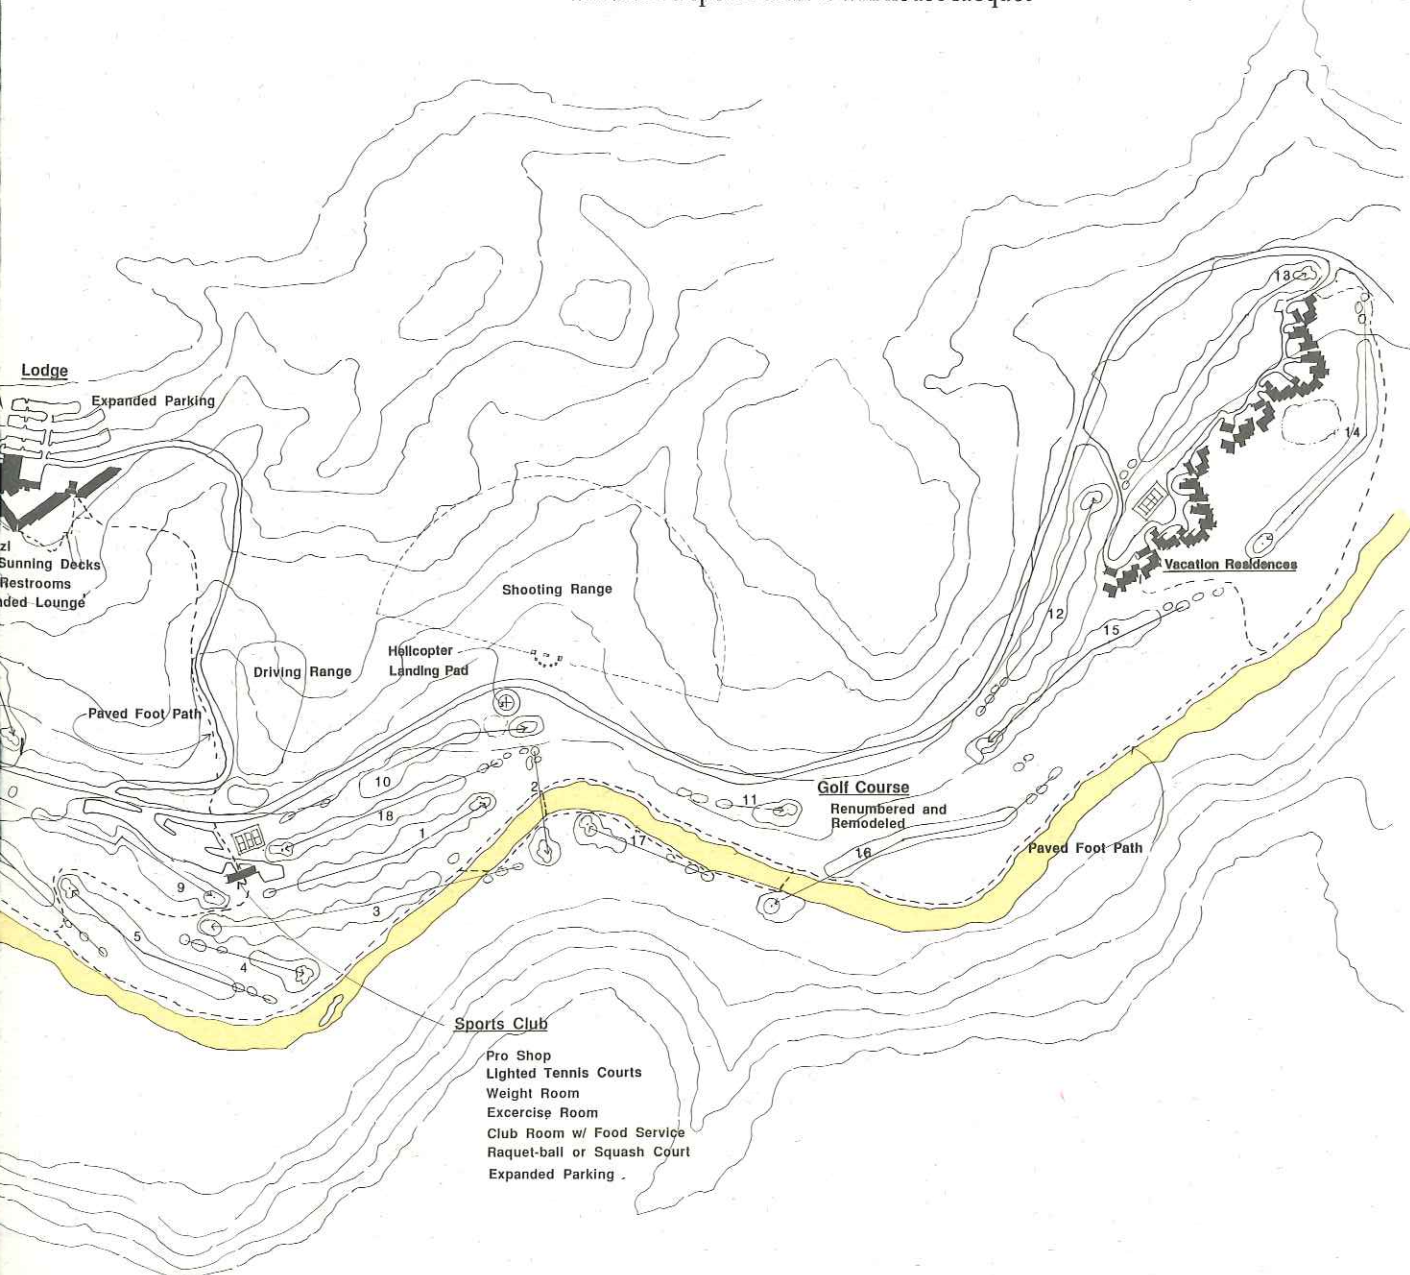 Lodge
Expanded Parking
zl
Sunning Decks
Restrooms
nded Lounge
Driving Range
Paved Foot Path
Helicopter
Landing Pad
Shooting Range
13
14
Vacation Residences
12
15
10
18
1
2
11
Golf Course
Renumbered and
Remodeled
17
16
Paved Foot Path
9
3
5
4
Sports Club
Pro Shop
Lighted Tennis Courts
Weight Room
Excercise Room
Club Room w/ Food Service
Raquet-ball or Squash Court
Expanded Parking